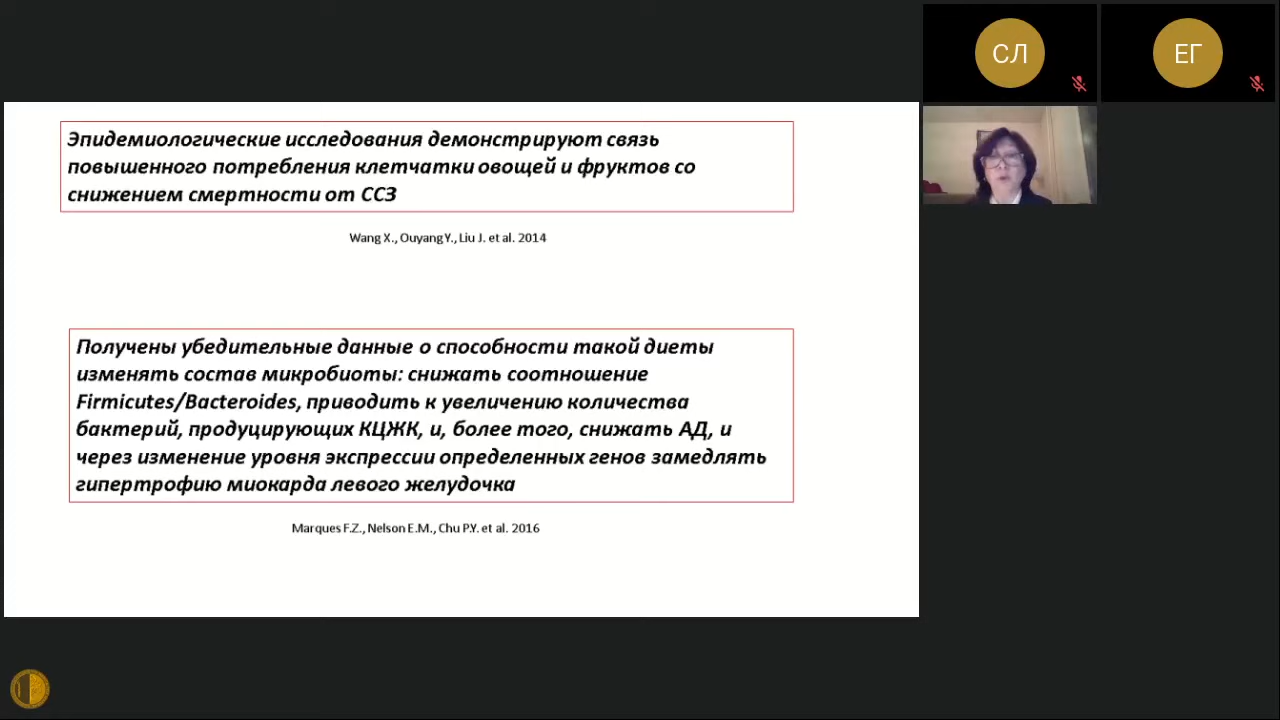 СЛ
ЕГ
Эпидемиологические исследования демонстрируют связь
повышенного потребления клетчатки овощей и фруктов со
снижением смертности от ССЗ
Wang X., Ouyang Y., Liu J. et al. 2014
Получены убедительные данные о способности такой диеты
изменять состав микробиоты: снижать соотношение
Firmicutes/Bacteroides, приводить к увеличению количества
бактерий, продуцирующих КЦЖК, и, более того, снижать АД, и
через изменение уровня экспрессии определенных генов замедлять
гипертрофию миокарда левого желудочка
Marques F.Z., Nelson E.M., Chu P.Y. et al. 2016